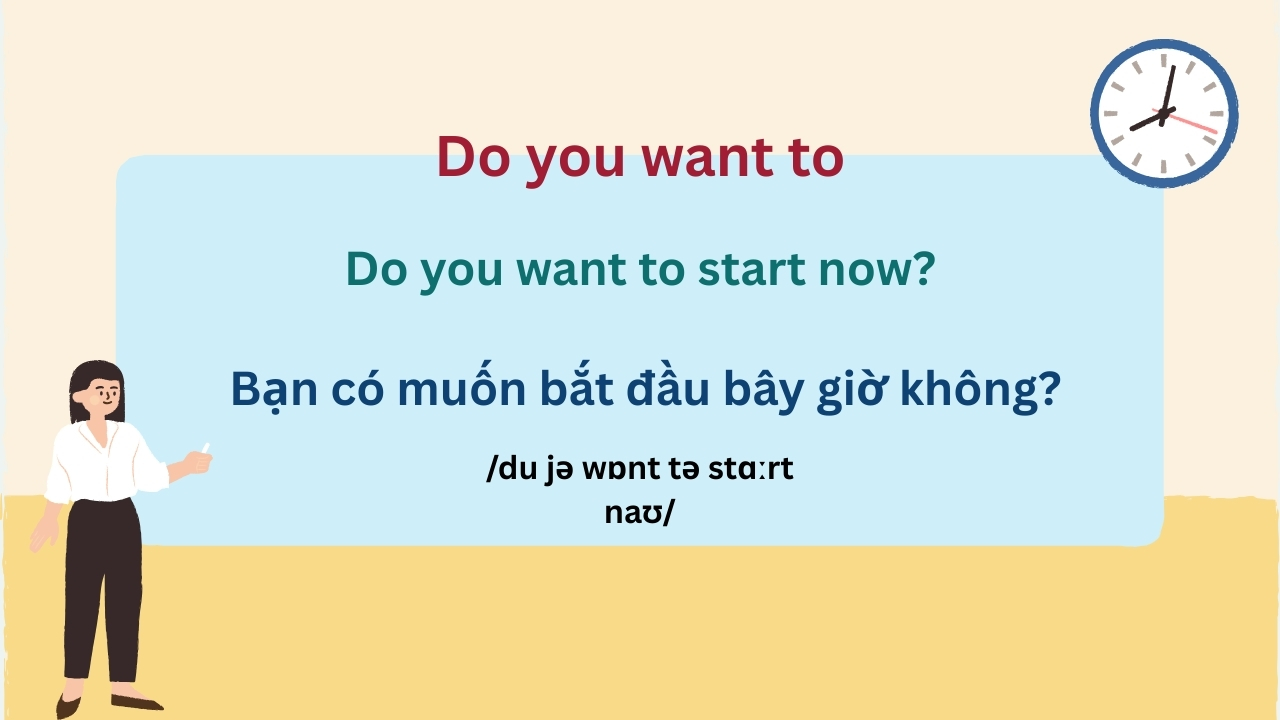 Do you want to
Do you want to start now?
Bạn có muốn bắt đầu bây giờ không?
/du jə wɒnt tə stɑːrt
naʊ/